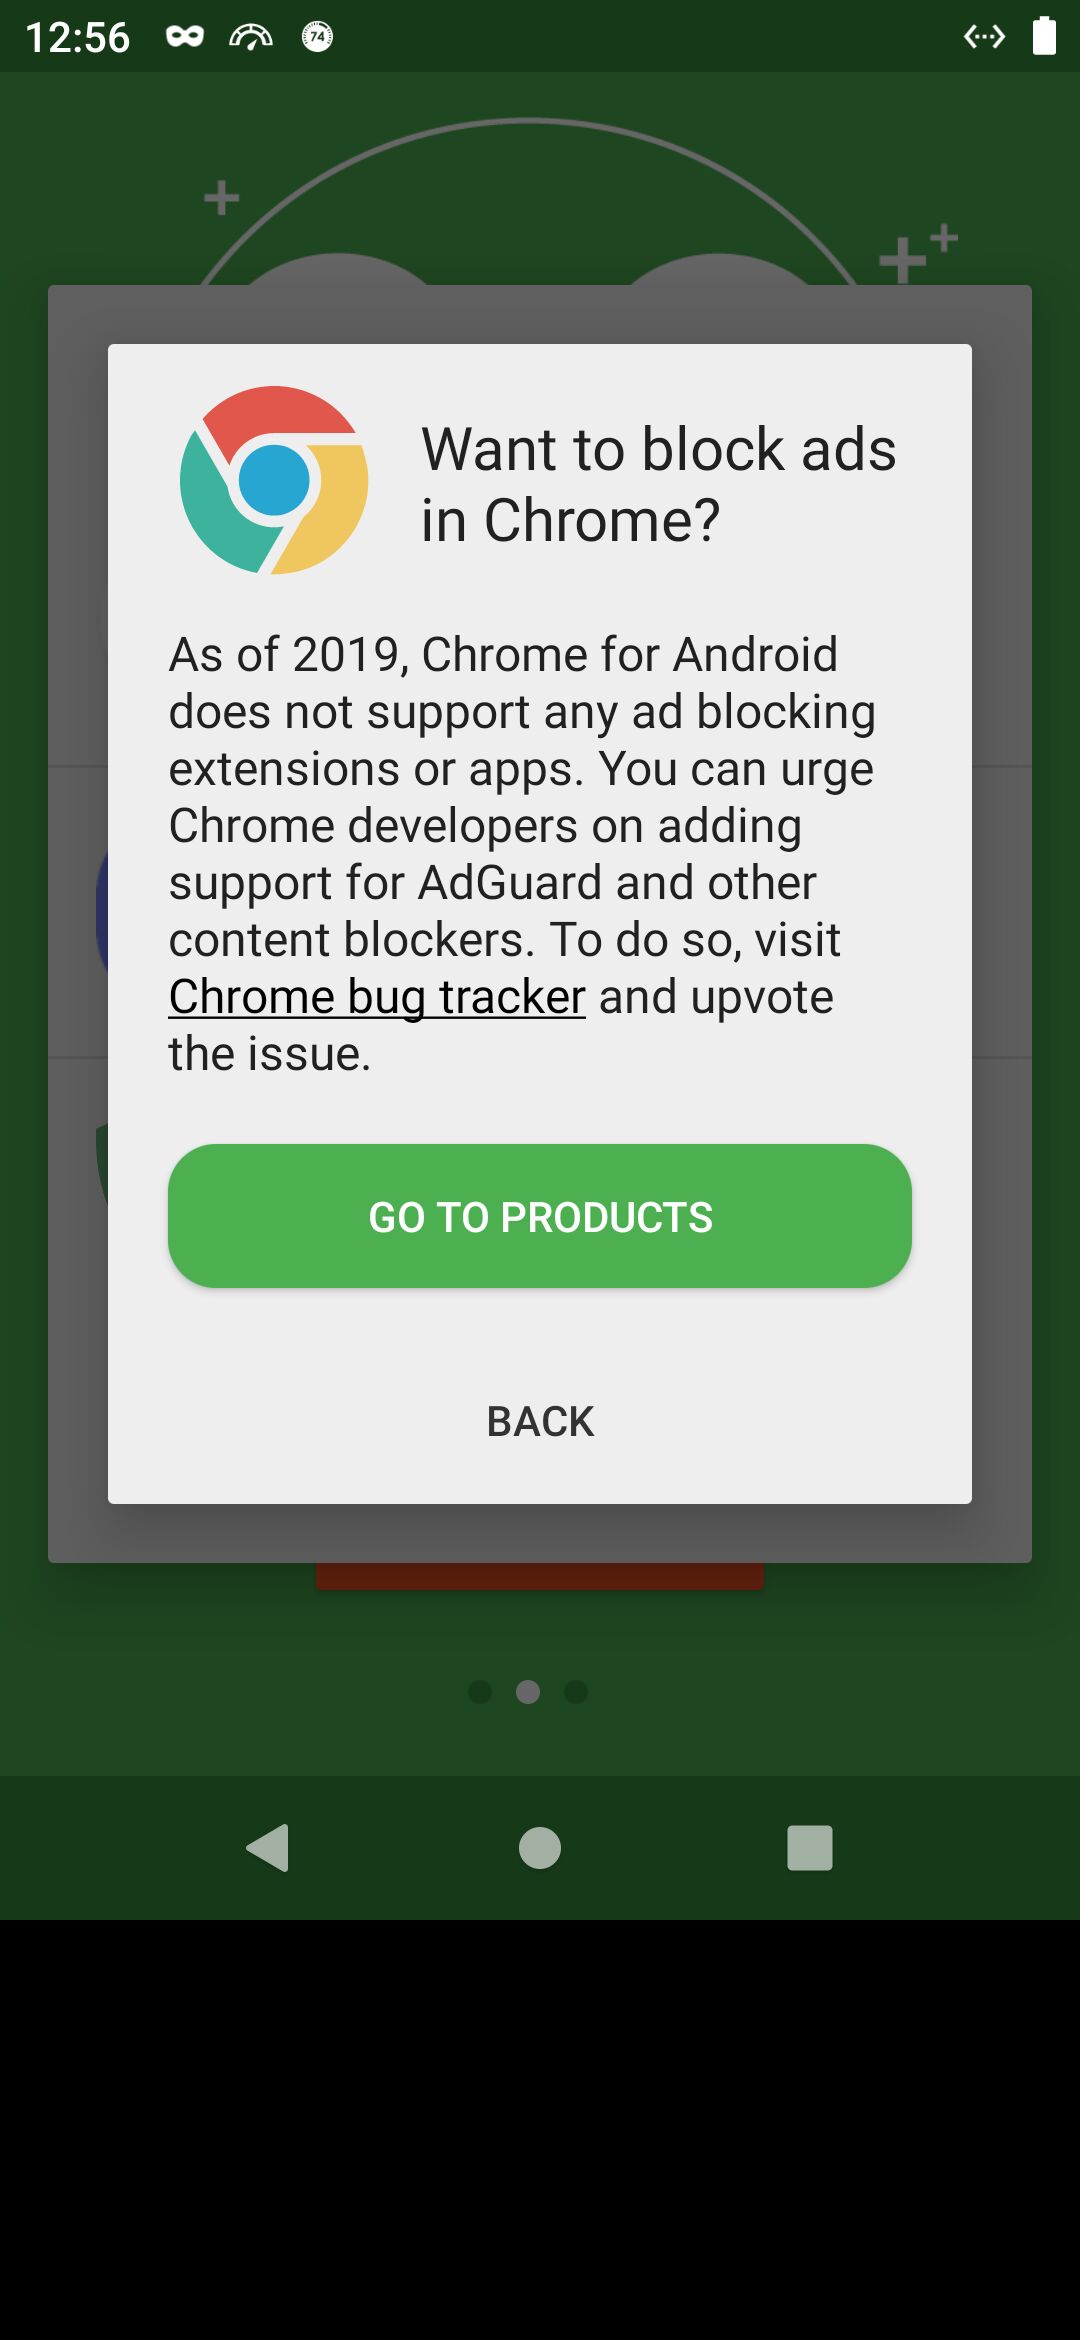 12:56
74
Want to block ads
in Chrome?
As of 2019, Chrome for Android
does not support any ad blocking
extensions or apps. You can urge
Chrome developers on adding
support for AdGuard and other
content blockers. To do so, visit
Chrome bug tracker and upvote
the issue.
GO TO PRODUCTS
BACK